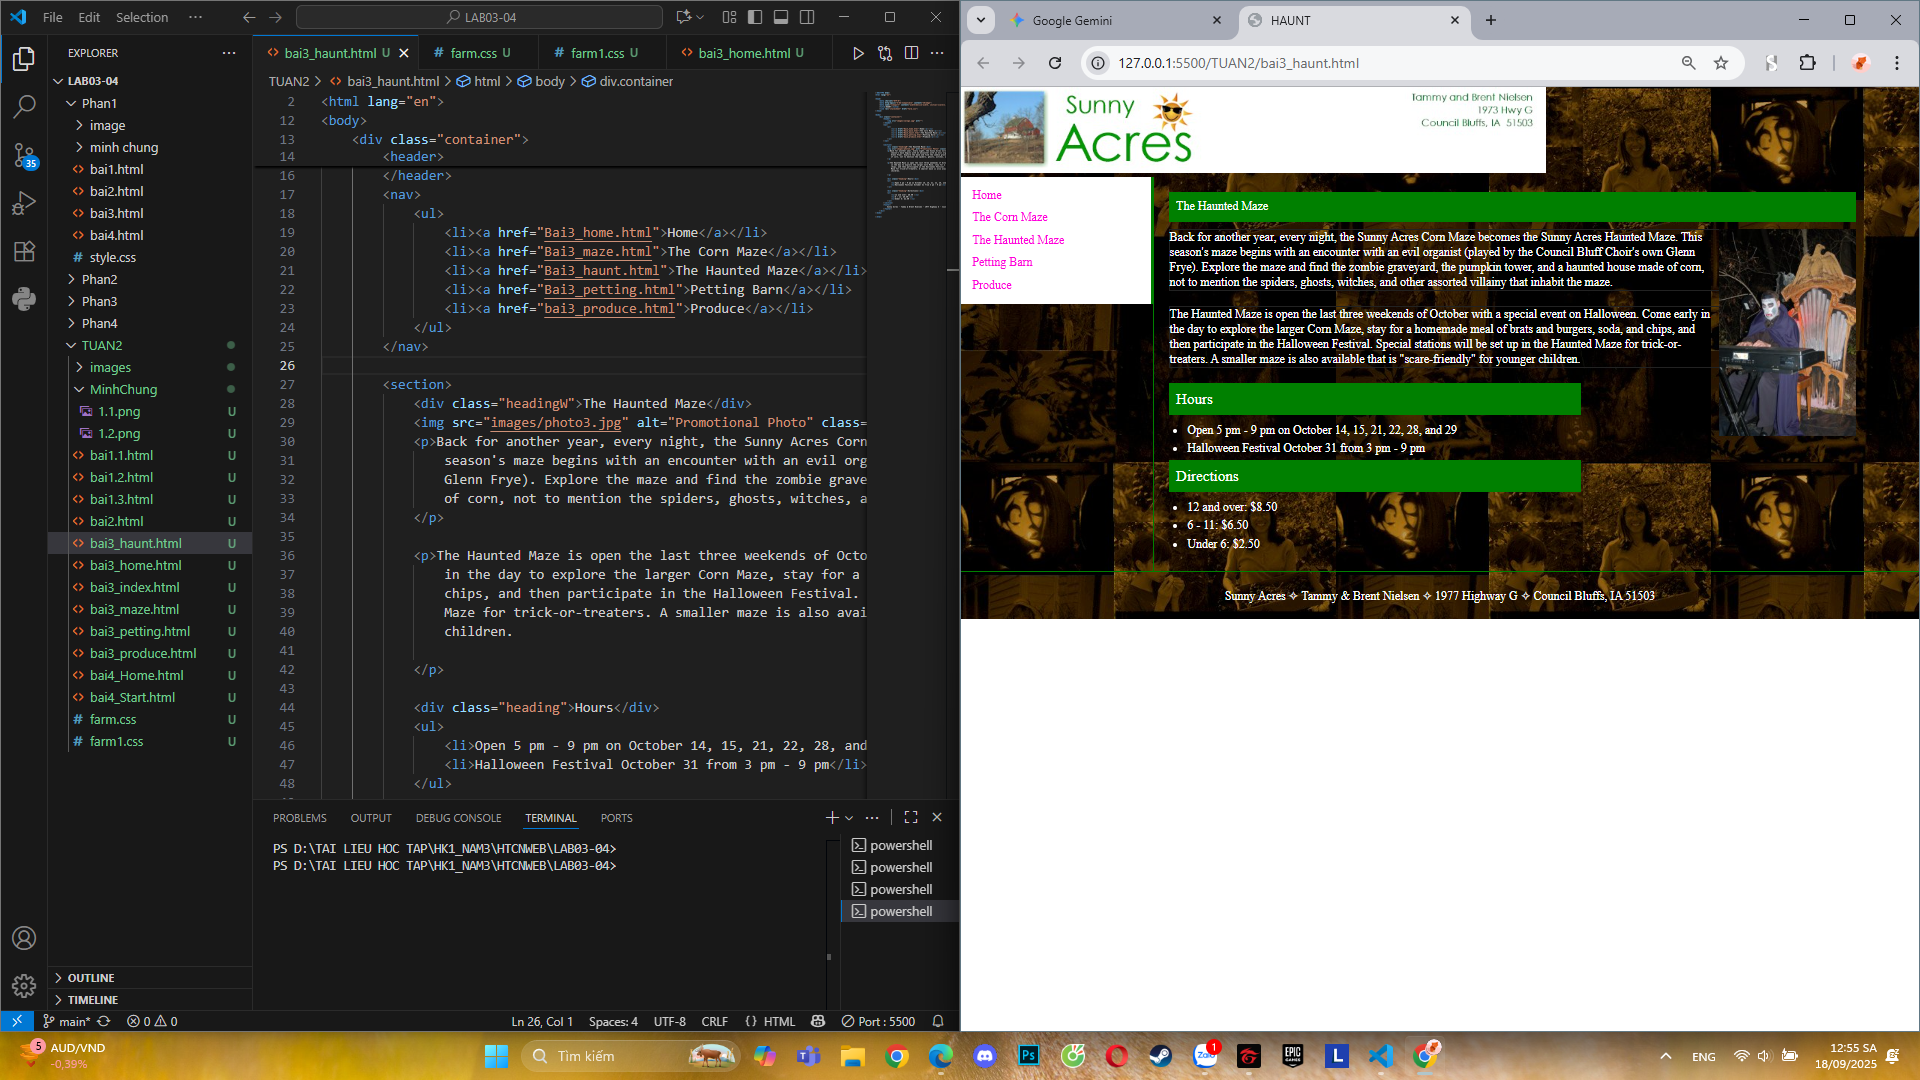 File Edit Selection ··· LAB03-04
EXPLORER ···
LAB03-04
Phan1
image
minh chung
bai1.html
bai2.html
bai3.html
bai4.html
style.css
Phan2
Phan3
Phan4
TUAN2
images
MinhChung
1.1.png U
1.2.png U
bai1.1.html U
bai1.2.html U
bai1.3.html U
bai2.html U
bai3_haunt.html U
bai3_home.html U
bai3_index.html U
bai3_maze.html U
bai3_petting.html U
bai3_produce.html U
bai4_Home.html U
bai4_Start.html U
farm.css U
farm1.css U
OUTLINE
TIMELINE
35
bai3_haunt.html U farm.css U farm1.css U bai3_home.html U
TUAN2 > bai3_haunt.html > html > body > div.container
2 <html lang="en">
12 <body>
13 <div class="container">
14 <header>
16 </header>
17 <nav>
18 <ul>
19 <li><a href="Bai3_home.html">Home</a></li>
20 <li><a href="Bai3_maze.html">The Corn Maze</a></li>
21 <li><a href="Bai3_haunt.html">The Haunted Maze</a></li>
22 <li><a href="Bai3_petting.html">Petting Barn</a></li>
23 <li><a href="bai3_produce.html">Produce</a></li>
24 </ul>
25 </nav>
26
27 <section>
28 <div class="headingW">The Haunted Maze</div>
29 <img src="images/photo3.jpg" alt="Promotional Photo" class=
30 <p>Back for another year, every night, the Sunny Acres Corn
31 season's maze begins with an encounter with an evil org
32 Glenn Frye). Explore the maze and find the zombie grave
33 of corn, not to mention the spiders, ghosts, witches, a
34 </p>
35
36 <p>The Haunted Maze is open the last three weekends of Octo
37 in the day to explore the larger Corn Maze, stay for a
38 chips, and then participate in the Halloween Festival.
39 Maze for trick-or-treaters. A smaller maze is also avai
40 children.
41
42 </p>
43
44 <div class="heading">Hours</div>
45 <ul>
46 <li>Open 5 pm - 9 pm on October 14, 15, 21, 22, 28, and
47 <li>Halloween Festival October 31 from 3 pm - 9 pm</li>
48 </ul>
PROBLEMS OUTPUT DEBUG CONSOLE TERMINAL PORTS
PS D:\TAI LIEU HOC TAP\HK1_NAM3\HTCNWEB\LAB03-04>
PS D:\TAI LIEU HOC TAP\HK1_NAM3\HTCNWEB\LAB03-04>
powershell
powershell
powershell
powershell
main* 0 0 Ln 26, Col 1 Spaces: 4 UTF-8 CRLF {} HTML Port : 5500
Google Gemini HAUNT
127.0.0.1:5500/TUAN2/bai3_haunt.html
Sunny
Acres
Tammy and Brent Nielsen
1973 Hwy G
Council Bluffs, IA 51503
Home
The Corn Maze
The Haunted Maze
Petting Barn
Produce
The Haunted Maze
Back for another year, every night, the Sunny Acres Corn Maze becomes the Sunny Acres Haunted Maze. This
season's maze begins with an encounter with an evil organist (played by the Council Bluff Choir's own Glenn
Frye). Explore the maze and find the zombie graveyard, the pumpkin tower, and a haunted house made of corn,
not to mention the spiders, ghosts, witches, and other assorted villainy that inhabit the maze.
The Haunted Maze is open the last three weekends of October with a special event on Halloween. Come early in
the day to explore the larger Corn Maze, stay for a homemade meal of brats and burgers, soda, and chips, and
then participate in the Halloween Festival. Special stations will be set up in the Haunted Maze for trick-or-
treaters. A smaller maze is also available that is "scare-friendly" for younger children.
Hours
• Open 5 pm - 9 pm on October 14, 15, 21, 22, 28, and 29
• Halloween Festival October 31 from 3 pm - 9 pm
Directions
• 12 and over: $8.50
• 6 - 11: $6.50
• Under 6: $2.50
Sunny Acres ✧ Tammy & Brent Nielsen ✧ 1977 Highway G ✧ Council Bluffs, IA 51503
5
AUD/VND
-0,39%
Tìm kiếm
Ps
Zalo
1
EPIC GAMES
L
ENG
12:55 SA
18/09/2025